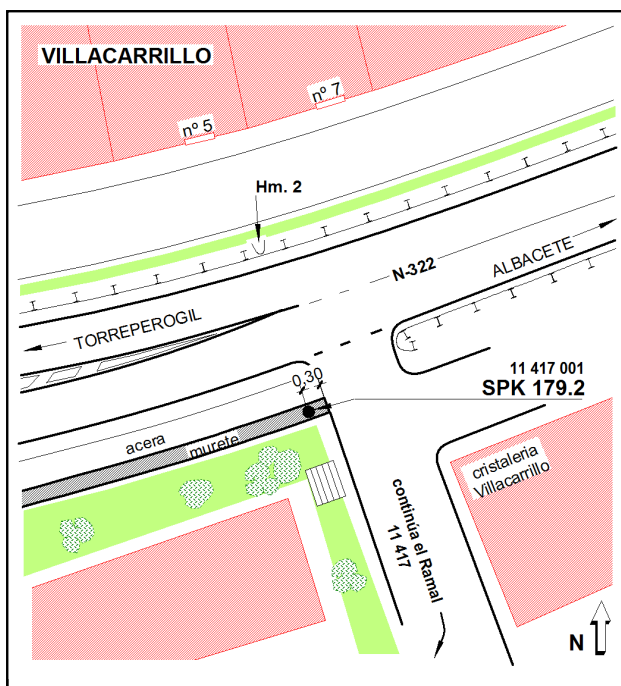 VILLACARRILLO
nº 5
nº 7
Hm. 2
N-322
ALBACETE
TORREPEROGIL
0,30
11 417 001
SPK 179.2
acera
murete
cristaleria
Villacarrillo
continúa el Ramal
11 417
N